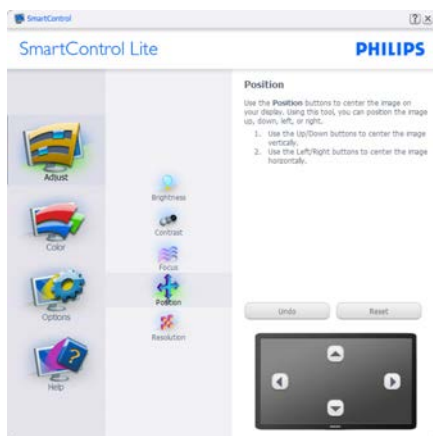 SmartControl
SmartControl Lite
PHILIPS
Adjust
Color
Options
Help
Brightness
Contrast
Focus
Position
Resolution
Position
Use the Position buttons to center the image on
your display. Using this tool, you can position the image
up, down, left, or right.
1. Use the Up/Down buttons to center the image
vertically.
2. Use the Left/Right buttons to center the image
horizontally.
Undo
Reset